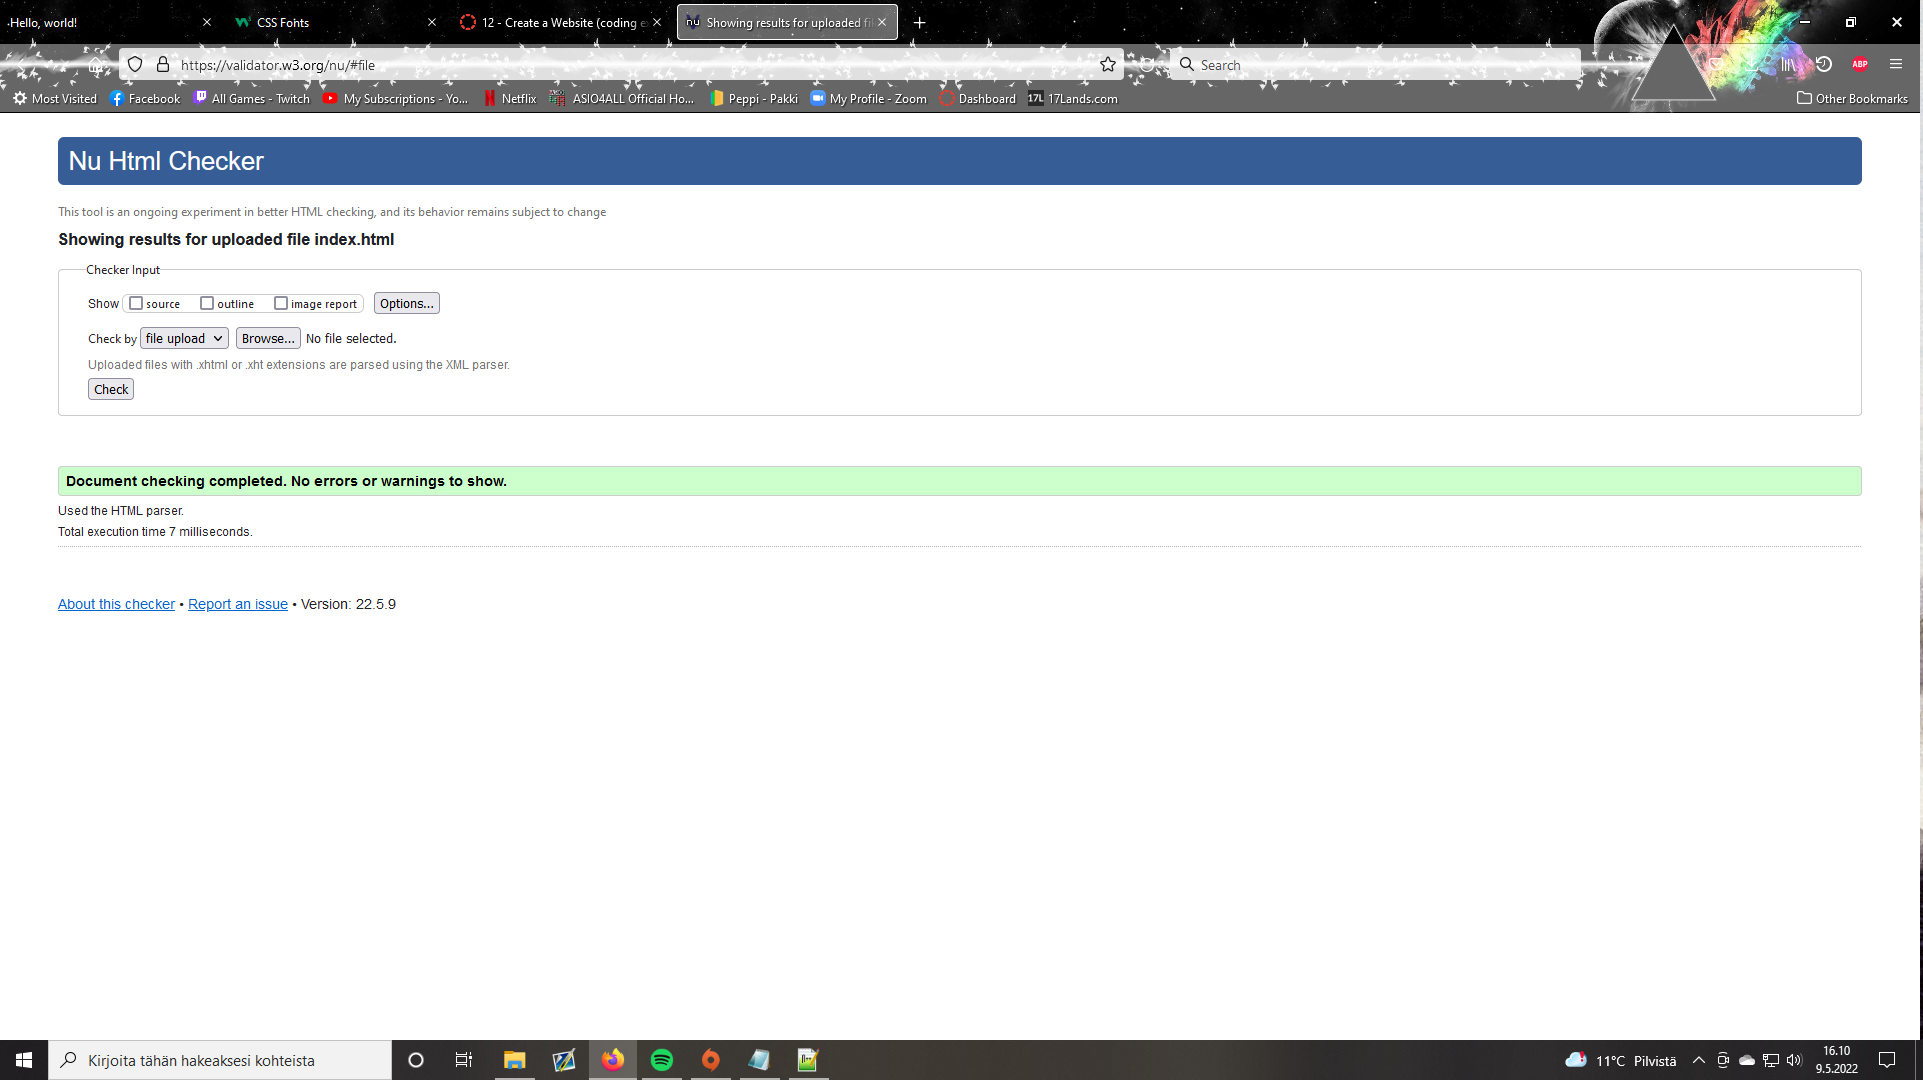 Hello, world!
CSS Fonts
12 - Create a Website (coding e
nu Showing results for uploaded fi
https://validator.w3.org/nu/#file
Search
Most Visited
Facebook
All Games - Twitch
My Subscriptions - Yo...
Netflix
ASIO4ALL Official Ho...
Peppi - Pakki
My Profile - Zoom
Dashboard
17L 17Lands.com
ABP
Other Bookmarks
Nu Html Checker
This tool is an ongoing experiment in better HTML checking, and its behavior remains subject to change
Showing results for uploaded file index.html
Checker Input
Show source outline image report Options...
Check by file upload Browse... No file selected.
Uploaded files with .xhtml or .xht extensions are parsed using the XML parser.
Check
Document checking completed. No errors or warnings to show.
Used the HTML parser.
Total execution time 7 milliseconds.
About this checker • Report an issue • Version: 22.5.9
Kirjoita tähän hakeaksesi kohteista
11°C Pilvistä
16.10
9.5.2022